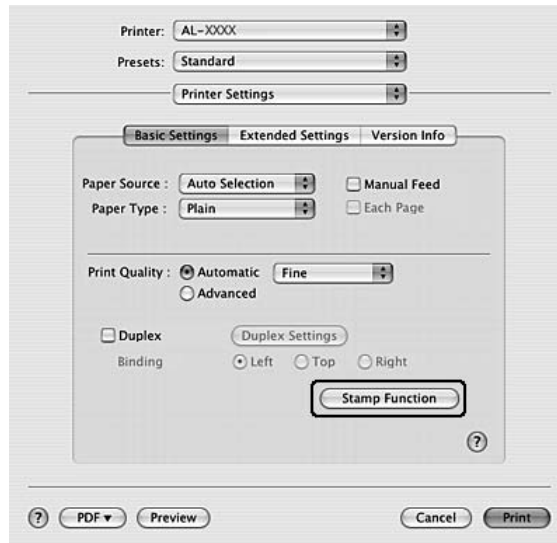 Printer: AL-XXXX
Presets: Standard
Printer Settings
Basic Settings Extended Settings Version Info
Paper Source : Auto Selection Manual Feed
Paper Type : Plain Each Page
Print Quality : Automatic Fine
Advanced
Duplex Duplex Settings
Binding Left Top Right
Stamp Function
?
? PDF ▼ Preview Cancel Print